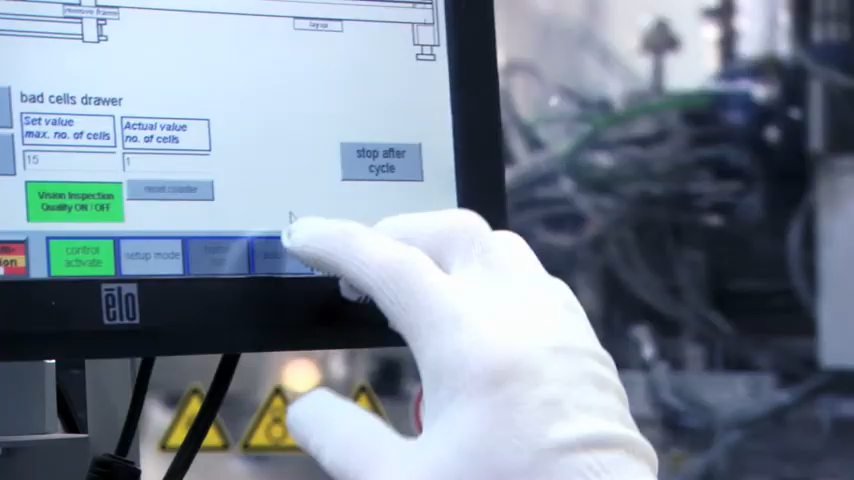 bad cells drawer
Set value
max. no. of cells
Actual value
no. of cells
15
1
stop after
cycle
reset counter
Vision Inspection
Quality ON / OFF
control
activate
setup mode
ēlo